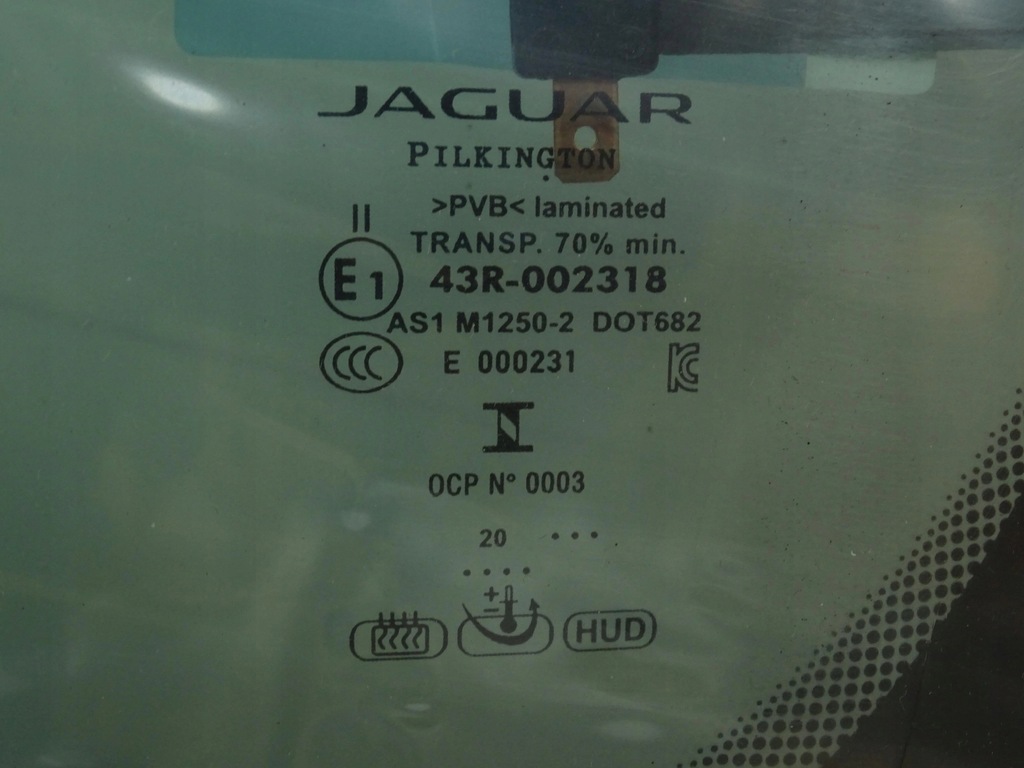 JAGUAR
PILKINGTON
>PVB< laminated
II
TRANSP. 70% min.
E1 43R-002318
AS1 M1250-2 DOT682
CCC E 000231 KC
OCP N° 0003
20 ...
....
+
-
HUD